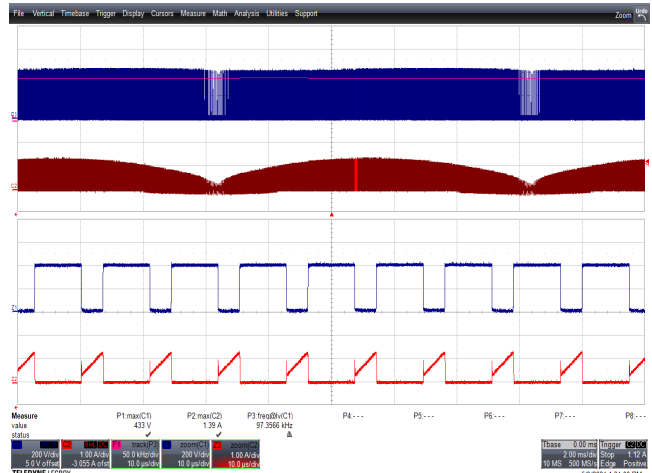 File Vertical Timebase Trigger Display Cursors Measure Math Analysis Utilities Support
Zoom Undo
Measure P1:max(C1) P2:max(C2) P3:freq@lv(C1) P4:- - - P5:- - - P6:- - - P7:- - - P8:- - -
value 433 V 1.39 A 97.3566 kHz
status
F1 track(P3) zoom(C1) zoom(C2) Tbase 0.00 ms Trigger
200 V/div 1.00 A/div 50.0 kHz/div 200 V/div 1.00 A/div 2.00 ms/div Stop 1.12 A
5.0 V offset -3.055 A ofst 10.0 µs/div 10.0 µs/div 10.0 µs/div 10 MS 500 MS/s Edge Positive
TELEDYNE LECROY